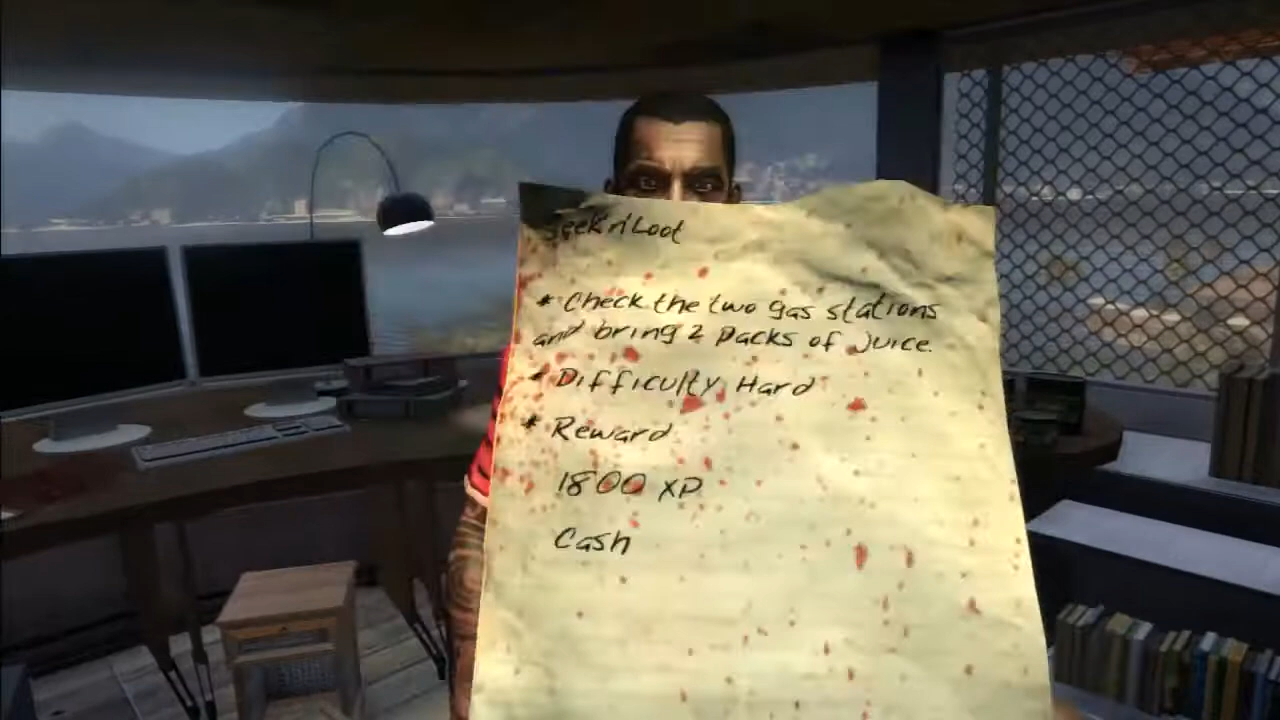 Seek n' Loot
* Check the two gas stations
and bring 2 packs of juice.
* Difficulty Hard
* Reward
1800 XP
Cash